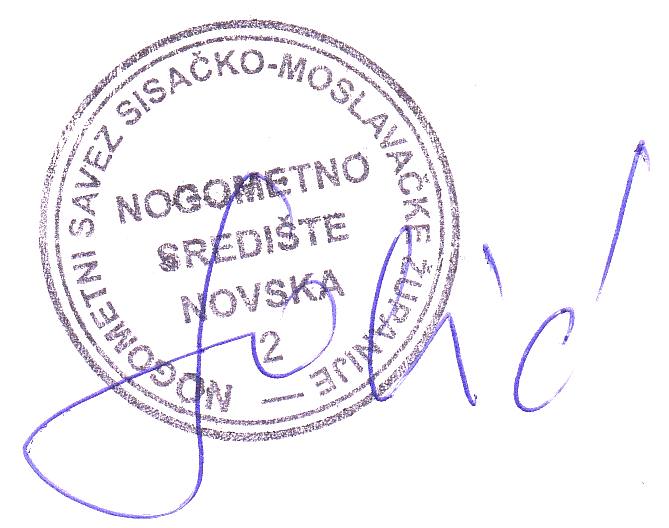 NOGOMETNI SAVEZ SISAČKO-MOSLAVAČKE ŽUPANIJE —
NOGOMETNO
SREDIŠTE
NOVSKA
2